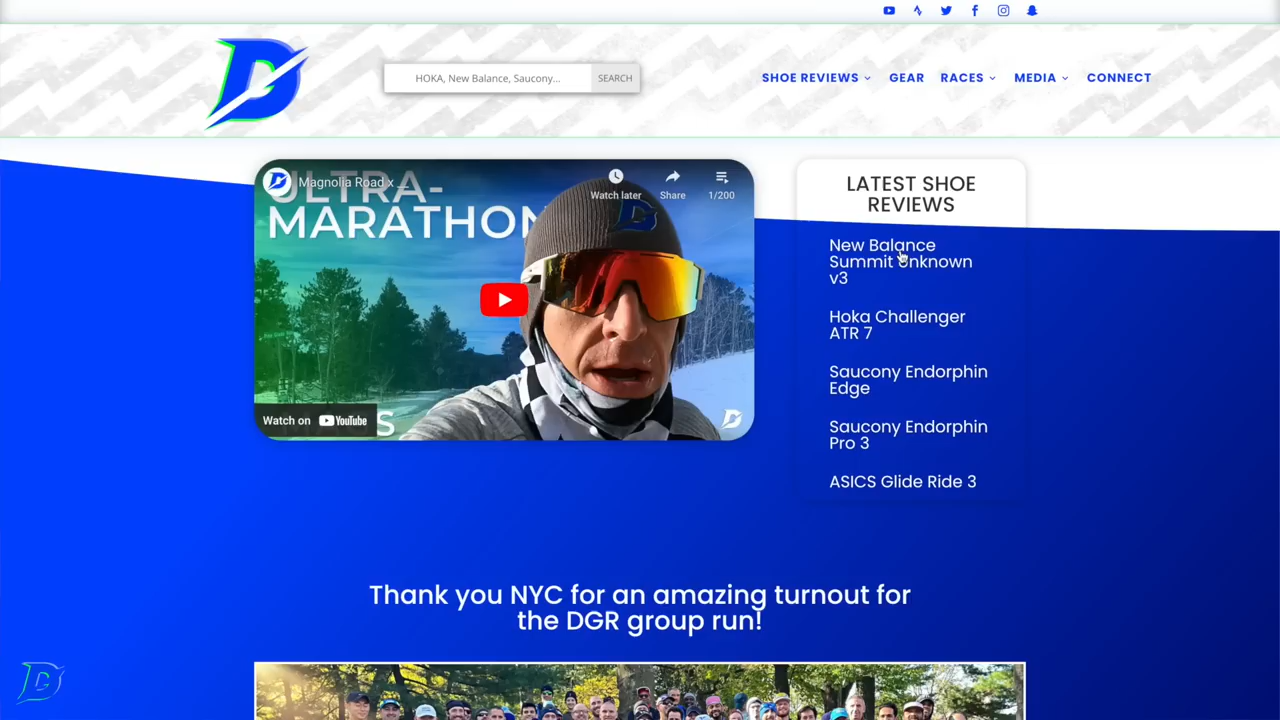 HOKA, New Balance, Saucony...
SEARCH
SHOE REVIEWS
GEAR
RACES
MEDIA
CONNECT
Magnolia Road x __
Watch later
Share
1/200
ULTRA-
MARATHON
Watch on YouTube
S
LATEST SHOE
REVIEWS
New Balance
Summit Unknown
v3
Hoka Challenger
ATR 7
Saucony Endorphin
Edge
Saucony Endorphin
Pro 3
ASICS Glide Ride 3
Thank you NYC for an amazing turnout for
the DGR group run!